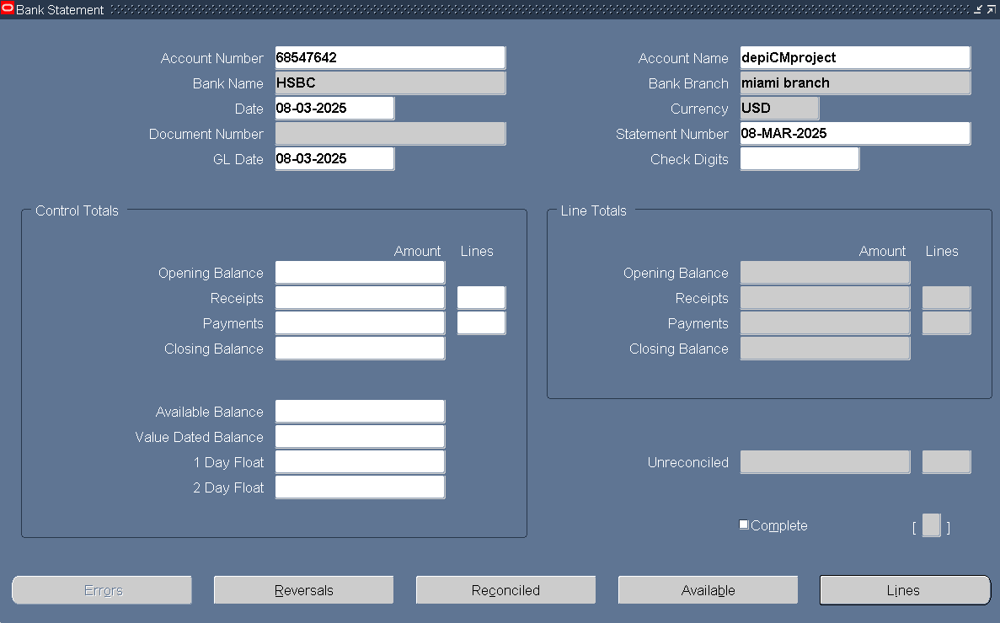 Bank Statement
Account Number 68547642 Account Name depiCMproject
Bank Name HSBC Bank Branch miami branch
Date 08-03-2025 Currency USD
Document Number Statement Number 08-MAR-2025
GL Date 08-03-2025 Check Digits
Control Totals Line Totals
Amount Lines Amount Lines
Opening Balance Opening Balance
Receipts Receipts
Payments Payments
Closing Balance Closing Balance
Available Balance
Value Dated Balance
1 Day Float Unreconciled
2 Day Float
Complete [ ]
Errors Reversals Reconciled Available Lines